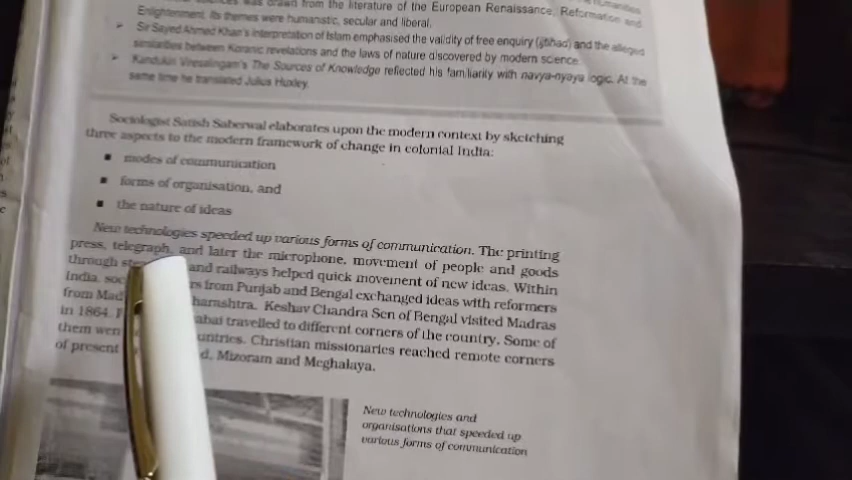 was drawn from the literature of the European Renaissance, Reformation and
Enlightenment. Its themes were humanistic, secular and liberal.
➤ Sir Sayed Ahmed Khan's interpretation of Islam emphasised the validity of free enquiry (ijtihad) and the alleged
similarities between Koranic revelations and the laws of nature discovered by modern science.
➤ Kandukiri Viresalingam's The Sources of Knowledge reflected his familiarity with navya-nyaya logic. At the
same time he translated Julius Huxley.
Sociologist Satish Saberwal elaborates upon the modern context by sketching
three aspects to the modern framework of change in colonial India:
■ modes of communication
■ forms of organisation, and
■ the nature of ideas
New technologies speeded up various forms of communication. The printing
press, telegraph, and later the microphone, movement of people and goods
through and railways helped quick movement of new ideas. Within
India, from Punjab and Bengal exchanged ideas with reformers
from Keshav Chandra Sen of Bengal visited Madras
in 1864. travelled to different corners of the country. Some of
them Christian missionaries reached remote corners
of present Mizoram and Meghalaya.
New technologies and
organisations that speeded up
various forms of communication